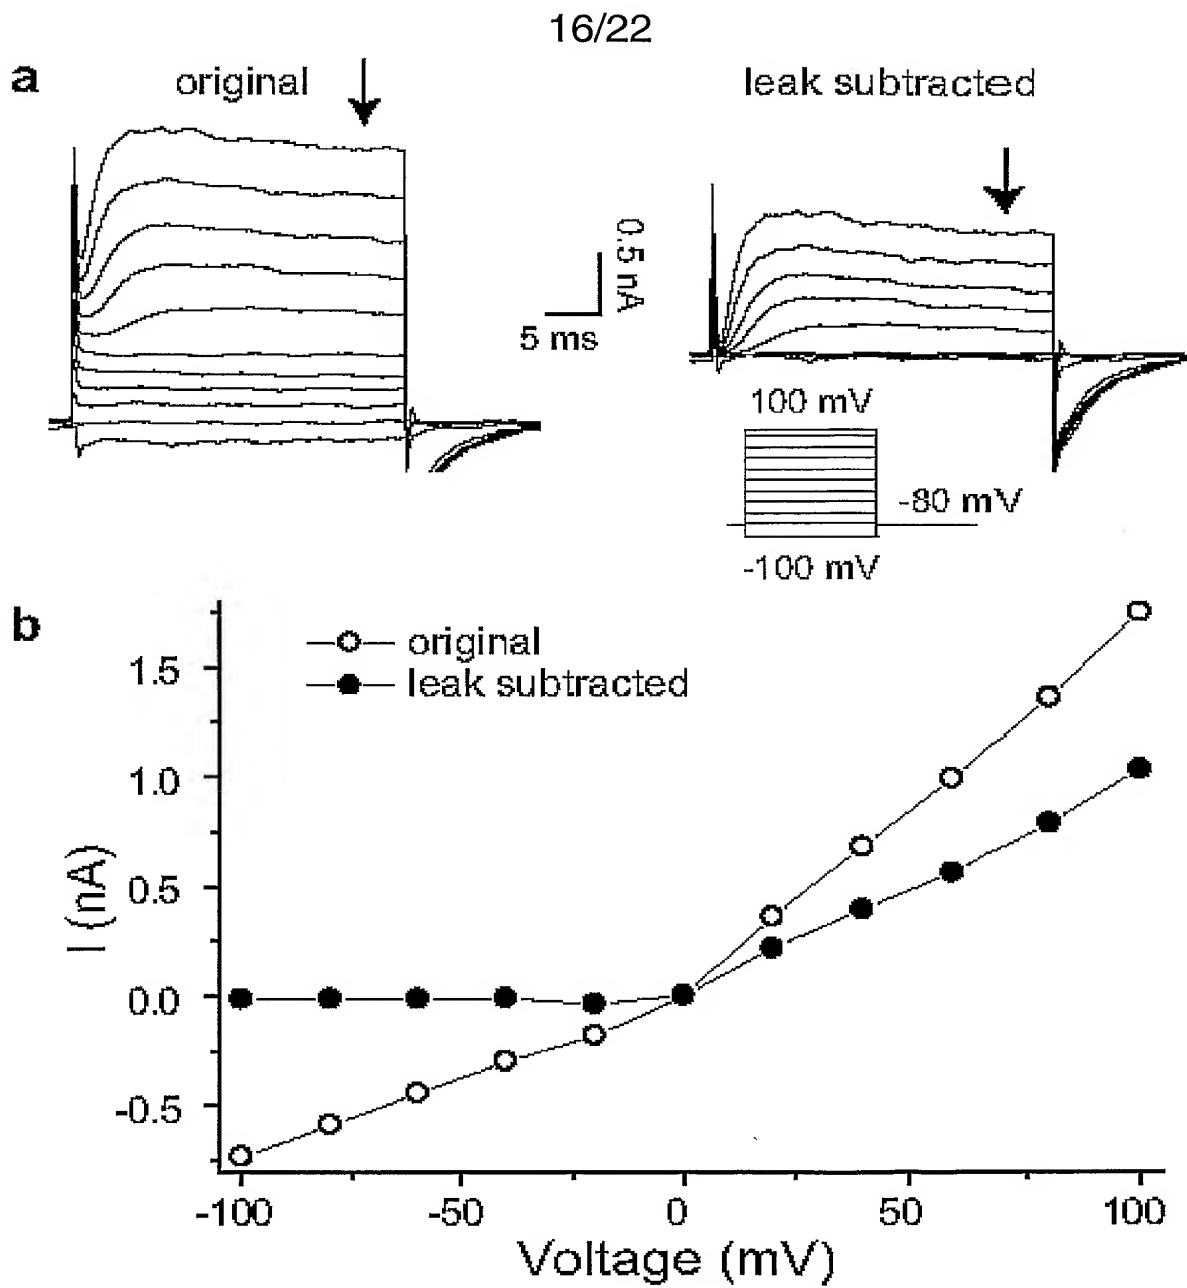 16/22
a
original
leak subtracted
0.5 nA
5 ms
100 mV
-80 mV
-100 mV
b
original
leak subtracted
1.5
1.0
0.5
0.0
-0.5
I (nA)
-100 -50 0 50 100
Voltage (mV)